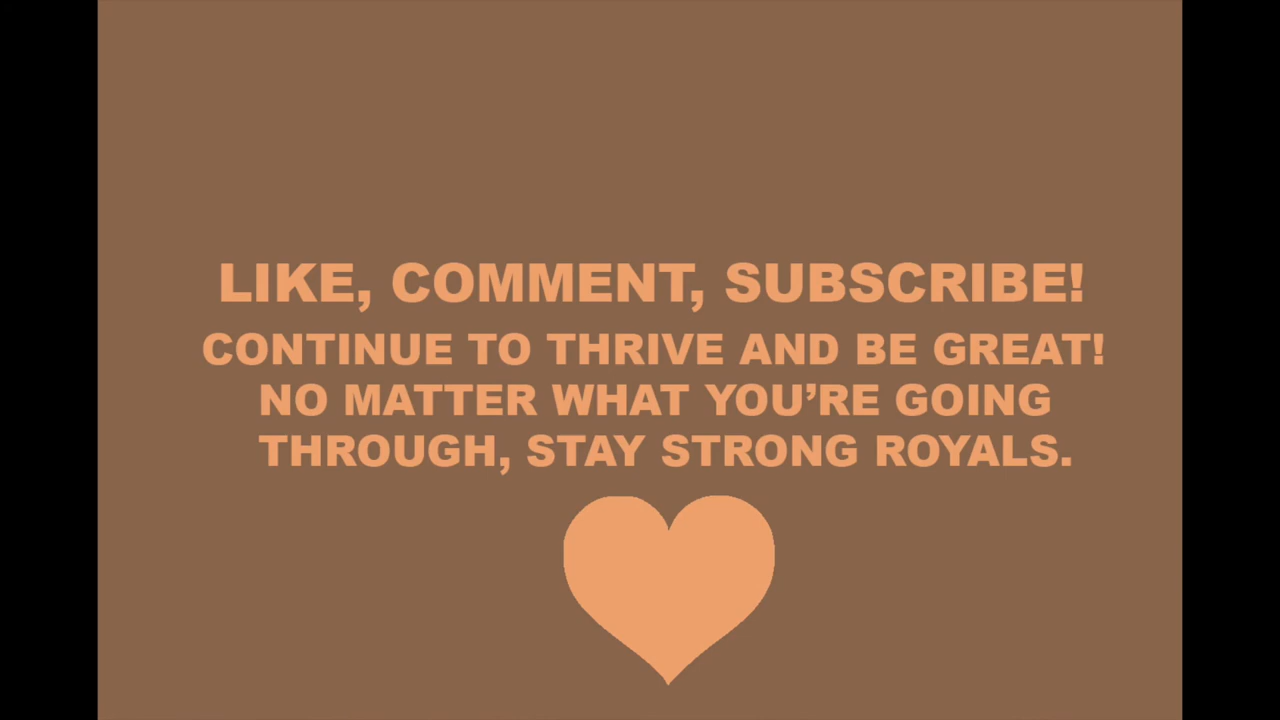 LIKE, COMMENT, SUBSCRIBE!
CONTINUE TO THRIVE AND BE GREAT!
NO MATTER WHAT YOU’RE GOING
THROUGH, STAY STRONG ROYALS.